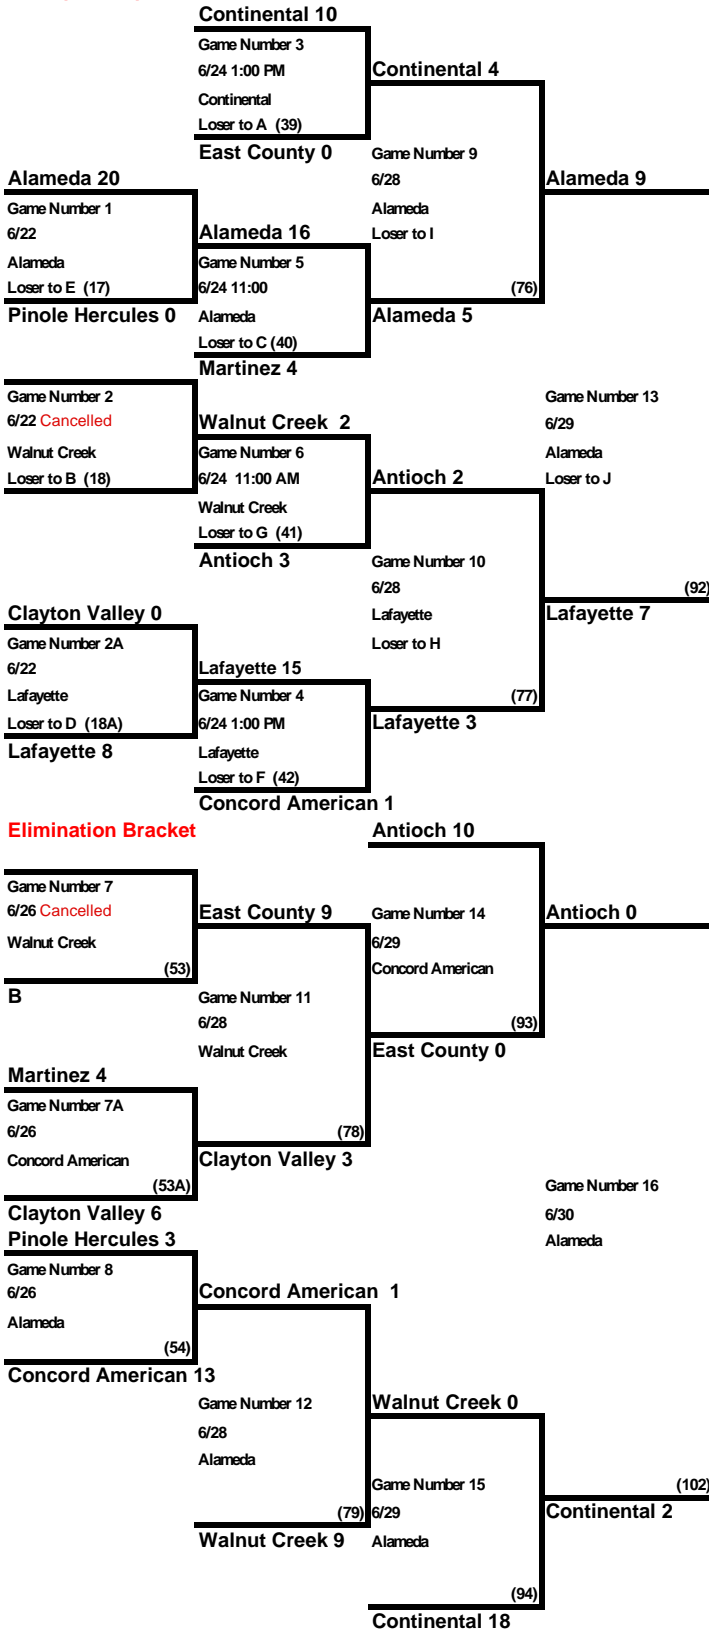 Continental 10
Game Number 3
6/24 1:00 PM
Continental
Loser to A (39)
East County 0
Continental 4
Game Number 9
6/28
Alameda
Loser to I
(76)
Alameda 5
Alameda 9
Alameda 20
Game Number 1
6/22
Alameda
Loser to E (17)
Pinole Hercules 0
Alameda 16
Game Number 5
6/24 11:00
Alameda
Loser to C (40)
Martinez 4
Game Number 2
6/22 Cancelled
Walnut Creek
Loser to B (18)
Walnut Creek 2
Game Number 6
6/24 11:00 AM
Walnut Creek
Loser to G (41)
Antioch 3
Antioch 2
Game Number 10
6/28
Lafayette
Loser to H
(77)
Lafayette 3
Game Number 13
6/29
Alameda
Loser to J
(92)
Lafayette 7
Clayton Valley 0
Game Number 2A
6/22
Lafayette
Loser to D (18A)
Lafayette 8
Lafayette 15
Game Number 4
6/24 1:00 PM
Lafayette
Loser to F (42)
Concord American 1
Elimination Bracket
Game Number 7
6/26 Cancelled
Walnut Creek
(53)
B
East County 9
Game Number 11
6/28
Walnut Creek
(78)
Clayton Valley 3
Antioch 10
Game Number 14
6/29
Concord American
(93)
East County 0
Antioch 0
Martinez 4
Game Number 7A
6/26
Concord American
(53A)
Clayton Valley 6
Pinole Hercules 3
Game Number 8
6/26
Alameda
(54)
Concord American 13
Concord American 1
Game Number 12
6/28
Alameda
(79)
Walnut Creek 9
Walnut Creek 0
Game Number 15
6/29
Alameda
(94)
Continental 18
Game Number 16
6/30
Alameda
(102)
Continental 2